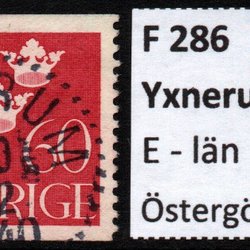 60
RIGE
F 286
Yxneru
E - län
Östergö